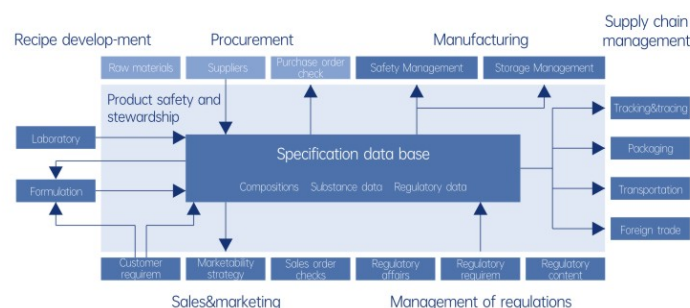 Recipe develop-ment
Procurement
Manufacturing
Supply chain
management
Raw materials
Suppliers
Purchase order
check
Safety Management
Storage Management
Product safety and
stewardship
Laboratory
Formulation
Specification data base
Compositions Substance data Regulatory data
Tracking&tracing
Packaging
Transportation
Foreign trade
Customer
requirem
Marketability
strategy
Sales order
checks
Regulatory
affairs
Regulatory
requirem
Regulatory
content
Sales&marketing
Management of regulations